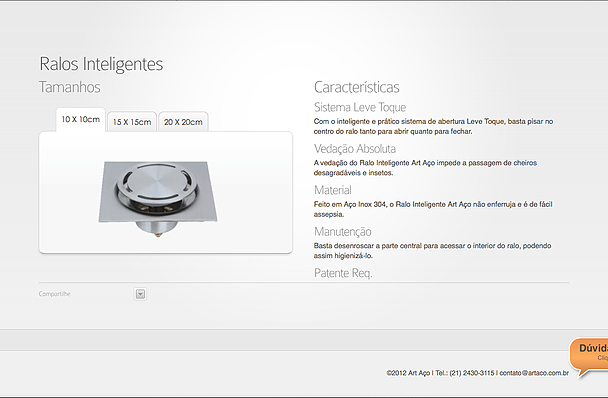 Ralos Inteligentes
Tamanhos
10 X 10cm
15 X 15cm
20 X 20cm
Características
Sistema Leve Toque
Com o inteligente e prático sistema de abertura Leve Toque, basta pisar no
centro do ralo tanto para abrir quanto para fechar.
Vedação Absoluta
A vedação do Ralo Inteligente Art Aço impede a passagem de cheiros
desagradáveis e insetos.
Material
Feito em Aço Inox 304, o Ralo Inteligente Art Aço não enferruja e é de fácil
assepsia.
Manutenção
Basta desenroscar a parte central para acessar o interior do ralo, podendo
assim higienizá-lo.
Patente Req.
Compartilhe
Dúvida
Cliq
©2012 Art Aço | Tel.: (21) 2430-3115 | contato@artaco.com.br